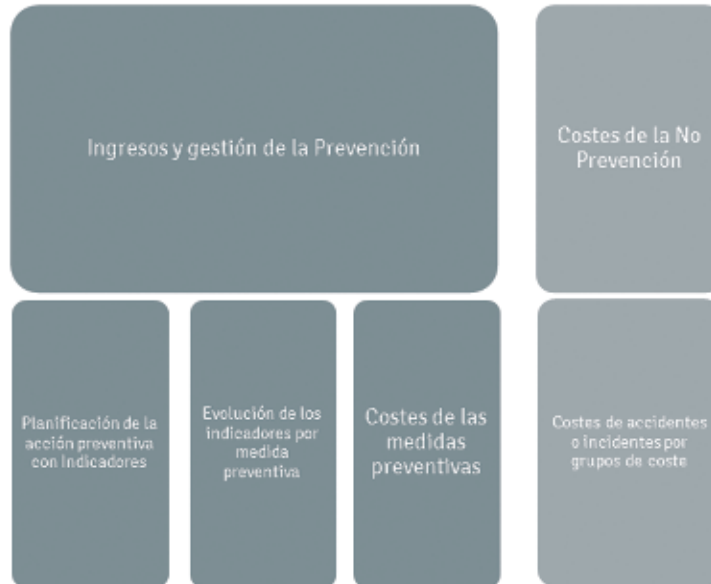 Ingresos y gestión de la Prevención
Costes de la No
Prevención
Planificación de la
acción preventiva
con Indicadores
Evolución de los
indicadores por
medida
preventiva
Costes de las
medidas
preventivas
Costes de accidentes
o incidentes por
grupos de coste